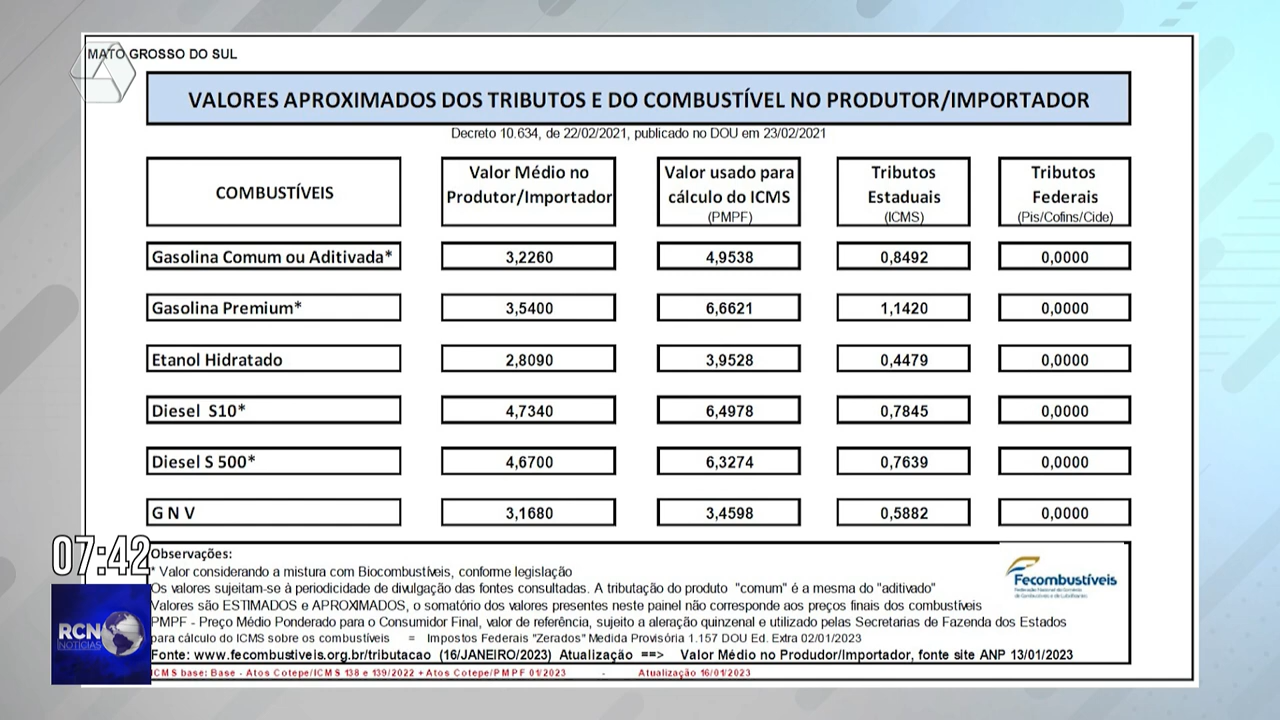 MATO GROSSO DO SUL
VALORES APROXIMADOS DOS TRIBUTOS E DO COMBUSTÍVEL NO PRODUTOR/IMPORTADOR
Decreto 10.634, de 22/02/2021, publicado no DOU em 23/02/2021
COMBUSTÍVEIS
Valor Médio no
Produtor/Importador
Valor usado para
cálculo do ICMS
(PMPF)
Tributos
Estaduais
(ICMS)
Tributos
Federais
(Pis/Cofins/Cide)
Gasolina Comum ou Aditivada* 3,2260 4,9538 0,8492 0,0000
Gasolina Premium* 3,5400 6,6621 1,1420 0,0000
Etanol Hidratado 2,8090 3,9528 0,4479 0,0000
Diesel S10* 4,7340 6,4978 0,7845 0,0000
Diesel S 500* 4,6700 6,3274 0,7639 0,0000
G N V 3,1680 3,4598 0,5882 0,0000
07:42
Observações:
* Valor considerando a mistura com Biocombustíveis, conforme legislação
Os valores sujeitam-se à periodicidade de divulgação das fontes consultadas. A tributação do produto "comum" é a mesma do "aditivado"
Valores são ESTIMADOS e APROXIMADOS, o somatório dos valores presentes neste painel não corresponde aos preços finais dos combustíveis
PMPF - Preço Médio Ponderado para o Consumidor Final, valor de referência, sujeito a aleração quinzenal e utilizado pelas Secretarias de Fazenda dos Estados
para cálculo do ICMS sobre os combustíveis = Impostos Federais "Zerados" Medida Provisória 1.157 DOU Ed. Extra 02/01/2023
Fonte: www.fecombustiveis.org.br/tributacao (16/JANEIRO/2023) Atualização ==> Valor Médio no Produdor/Importador, fonte site ANP 13/01/2023
Fecombustíveis
RCN
NOTÍCIAS
ICMS base: Base - Atos Cotepe/ICMS 138 e 139/2022 + Atos Cotepe/PMPF 01/2023 - Atualização 16/01/2023